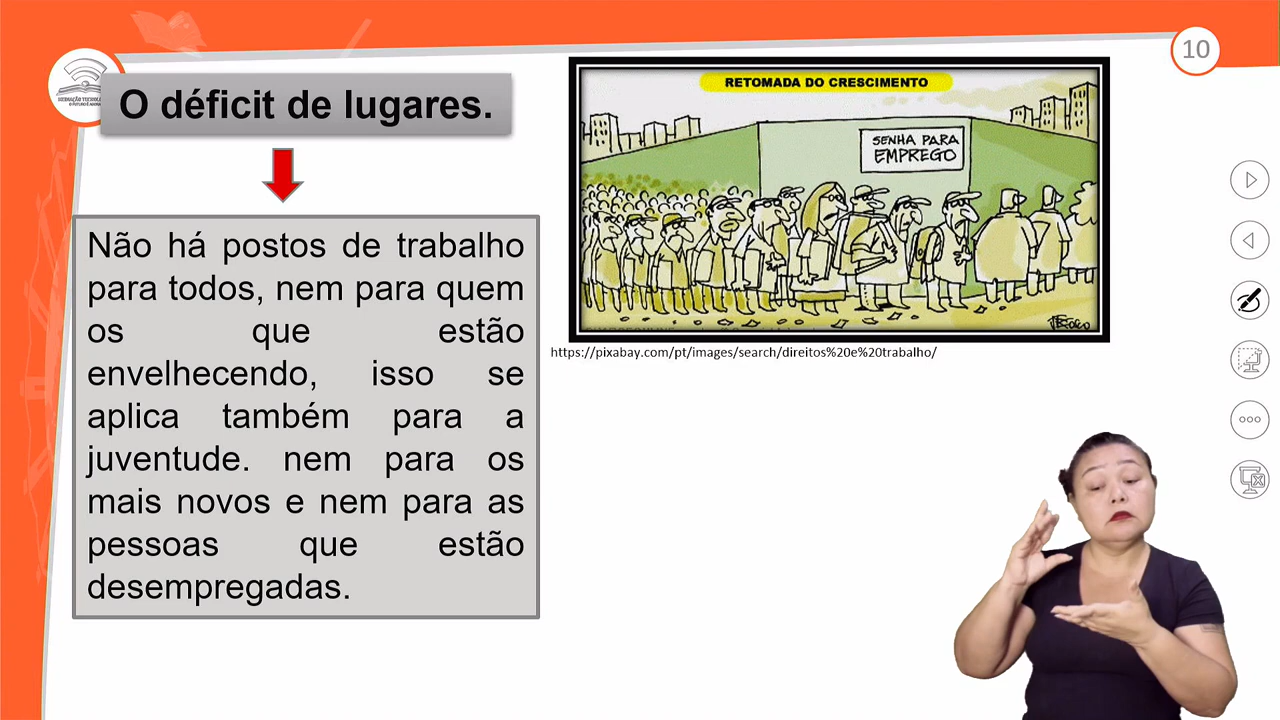 10
O déficit de lugares.
Não há postos de trabalho
para todos, nem para quem
os que estão
envelhecendo, isso se
aplica também para a
juventude. nem para os
mais novos e nem para as
pessoas que estão
desempregadas.
RETOMADA DO CRESCIMENTO
SENHA PARA
EMPREGO
https://pixabay.com/pt/images/search/direitos%20e%20trabalho/